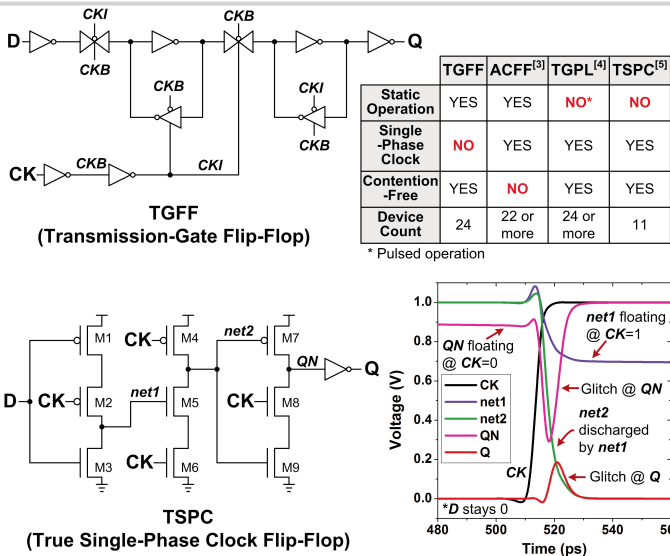 CKI
D
CKB
CKB
CKI
CKB
Q
CKI
CKB
CK
CKB
CKI
TGFF
(Transmission-Gate Flip-Flop)
TGFF ACFF[3] TGPL[4] TSPC[5]
Static
Operation YES YES NO* NO
Single
-Phase
Clock NO YES YES YES
Contention
-Free YES NO YES YES
Device
Count 24 22 or
more 24 or
more 11
* Pulsed operation
M1
CK M4
net2 M7
QN
Q
D
CK M2
net1 M5
CK M8
M3
CK M6
M9
TSPC
(True Single-Phase Clock Flip-Flop)
Voltage (V)
1.0
0.8
0.6
0.4
0.2
0.0
QN floating
@ CK=0
net1 floating
@ CK=1
CK
net1
net2
QN
Q
Glitch @ QN
net2
discharged
by net1
CK
Glitch @ Q
*D stays 0
480 500 520 540
Time (ps)